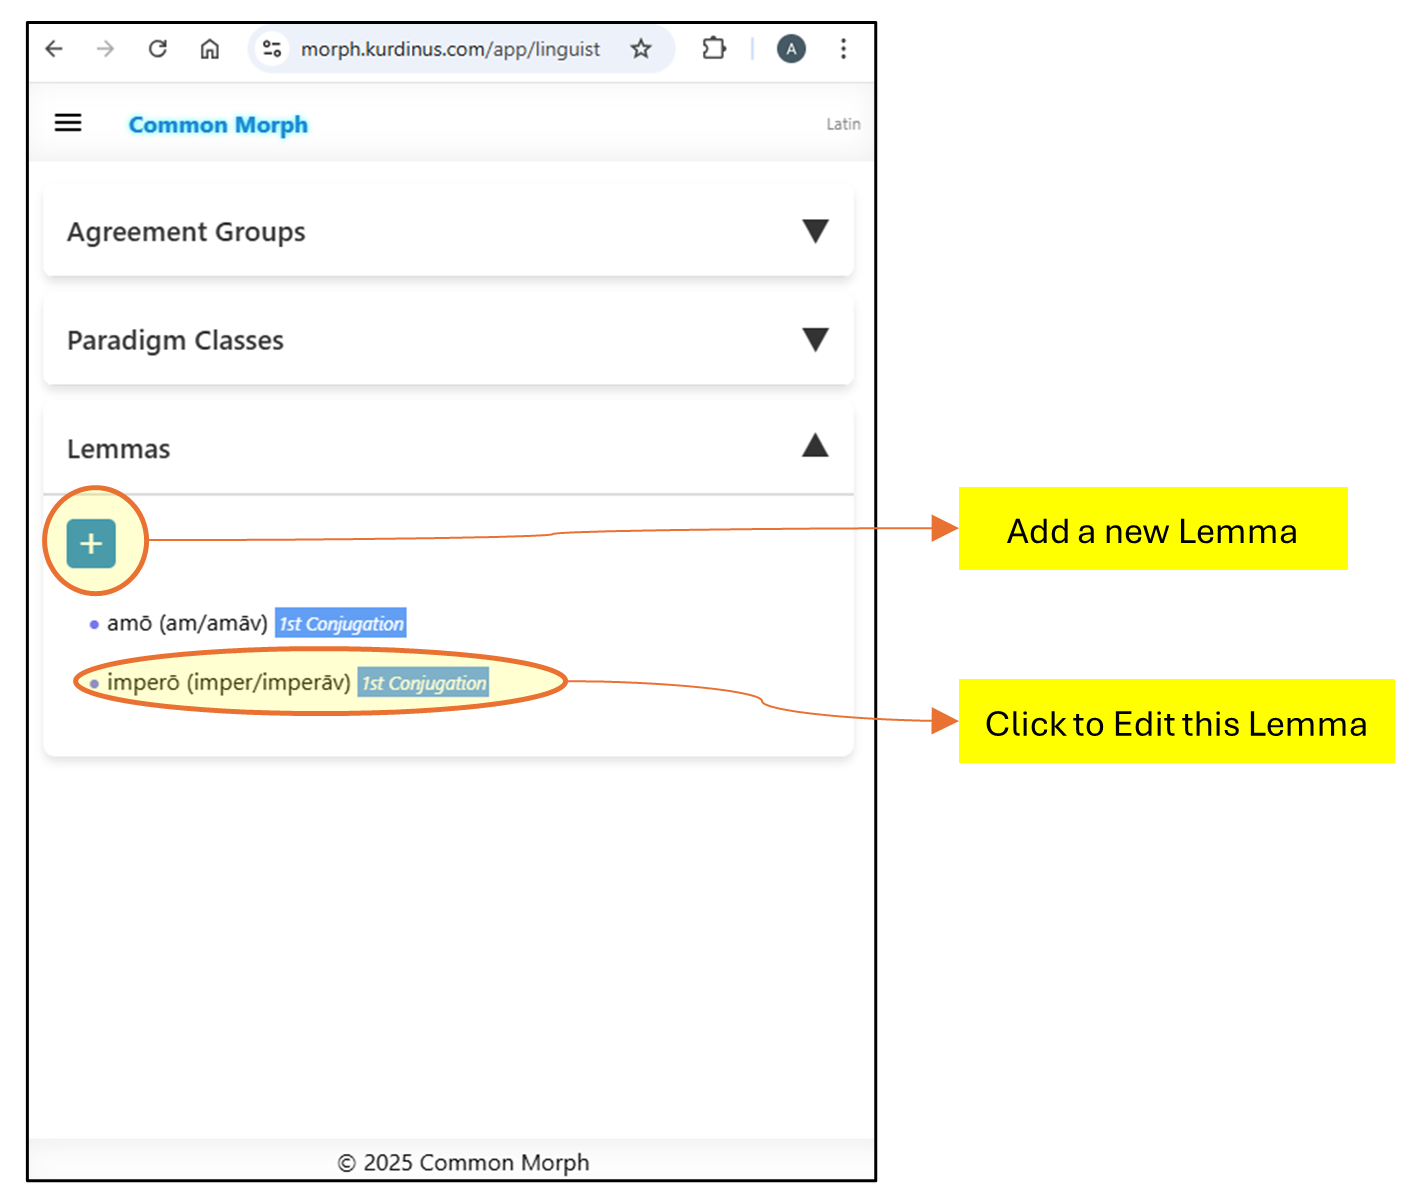 morph.kurdinus.com/app/linguist
A
Common Morph
Latin
Agreement Groups
Paradigm Classes
Lemmas
+
Add a new Lemma
amō (am/amāv) 1st Conjugation
imperō (imper/imperāv) 1st Conjugation
Click to Edit this Lemma
© 2025 Common Morph